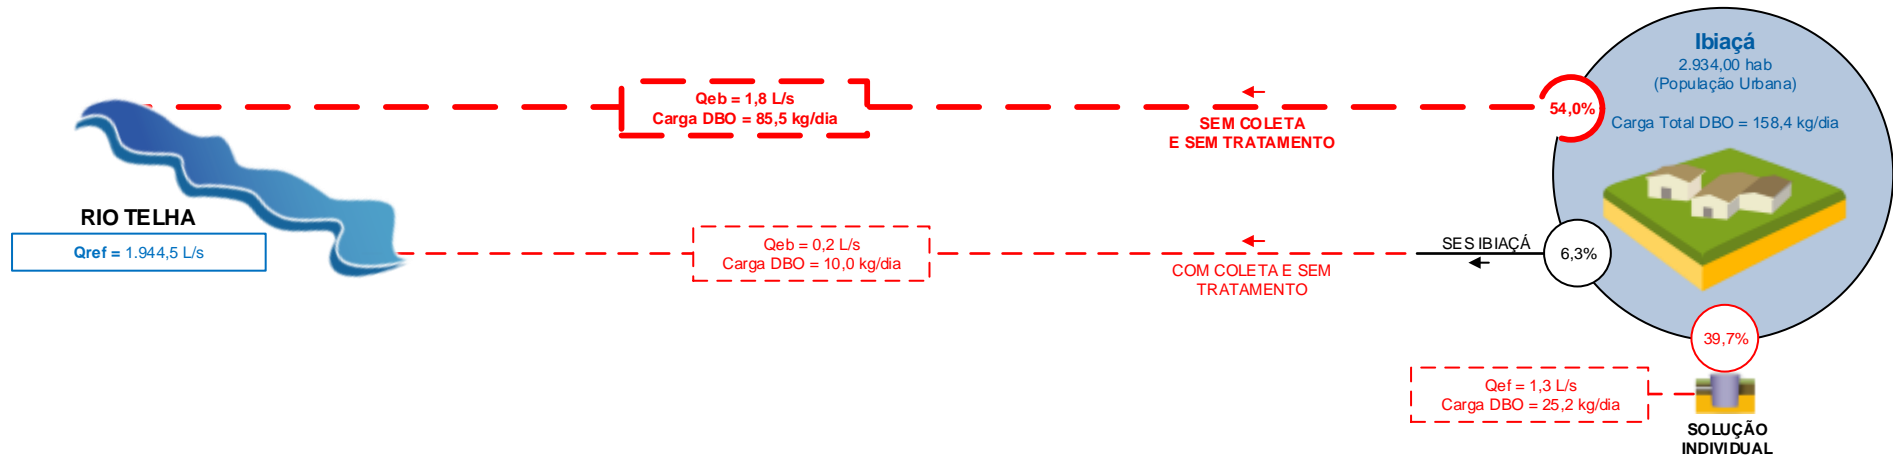 Ibiaçá
2.934,00 hab
(População Urbana)
Carga Total DBO = 158,4 kg/dia
54,0%
SEM COLETA
E SEM TRATAMENTO
Qeb = 1,8 L/s
Carga DBO = 85,5 kg/dia
RIO TELHA
Qref = 1.944,5 L/s
Qeb = 0,2 L/s
Carga DBO = 10,0 kg/dia
COM COLETA E SEM
TRATAMENTO
SES IBIAÇÁ
6,3%
39,7%
Qef = 1,3 L/s
Carga DBO = 25,2 kg/dia
SOLUÇÃO
INDIVIDUAL